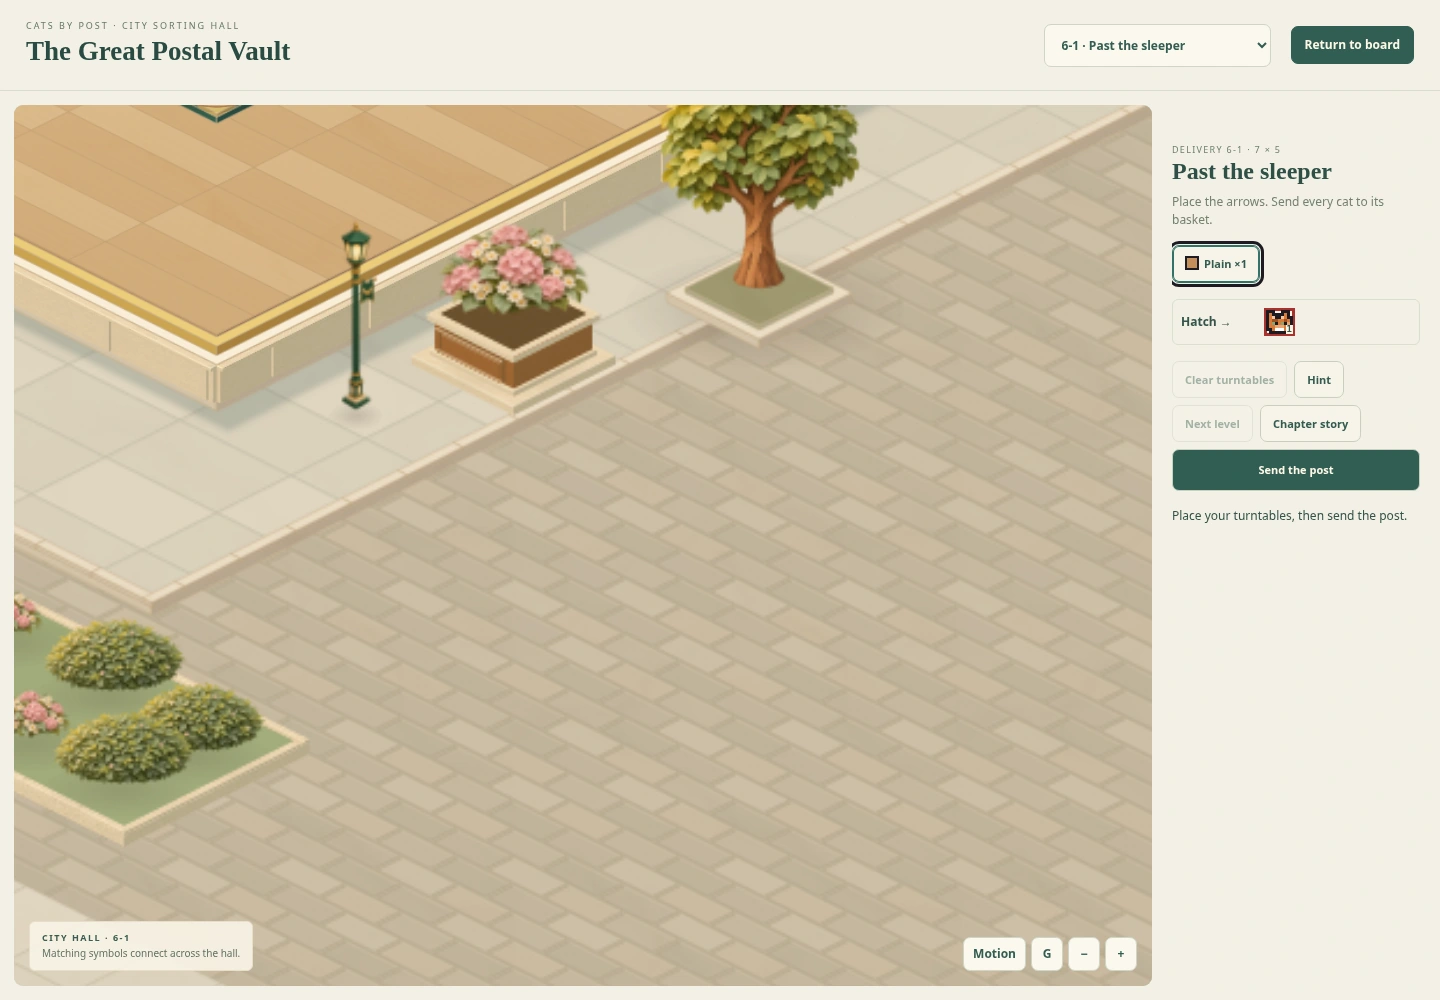 CATS BY POST · CITY SORTING HALL
The Great Postal Vault
6-1 · Past the sleeper
Return to board
DELIVERY 6-1 · 7 × 5
Past the sleeper
Place the arrows. Send every cat to its
basket.
Plain ×1
Hatch →
1
Clear turntables
Hint
Next level
Chapter story
Send the post
Place your turntables, then send the post.
CITY HALL · 6-1
Matching symbols connect across the hall.
Motion
G
−
+